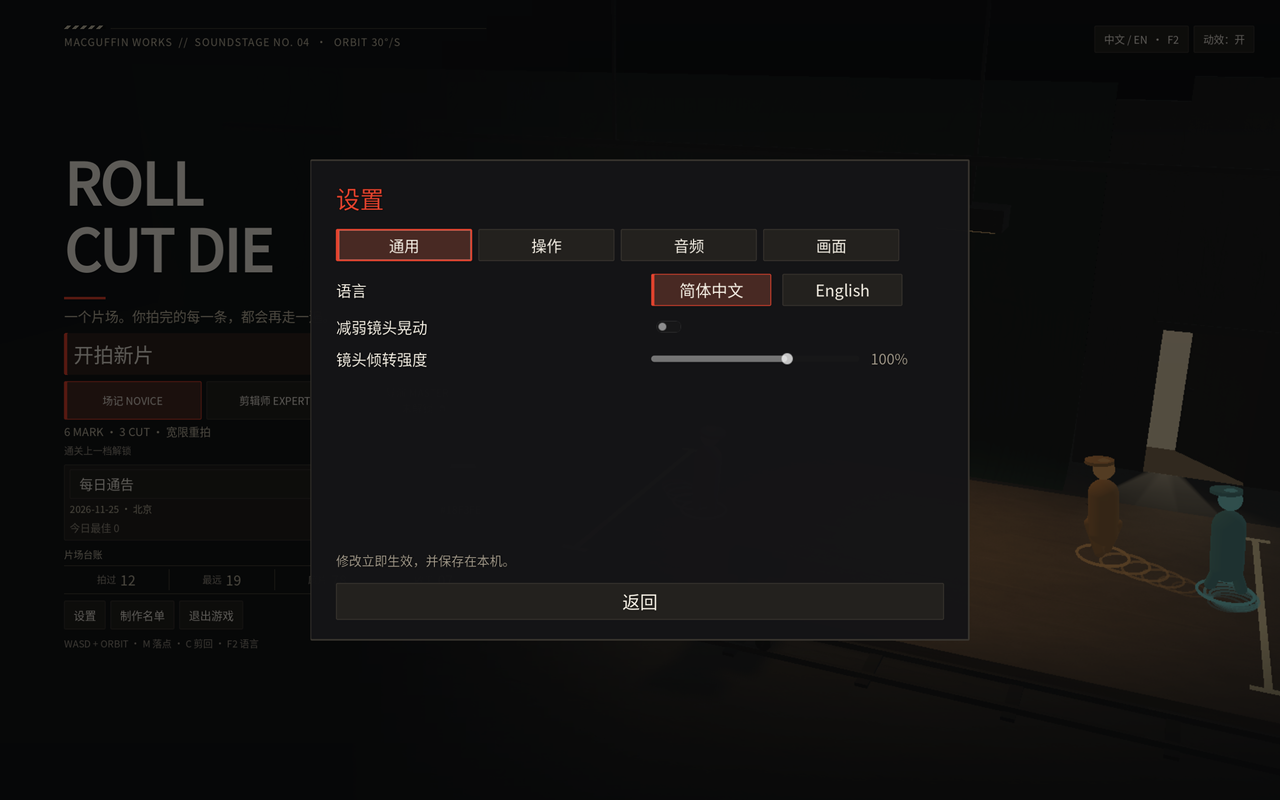 MACGUFFIN WORKS // SOUNDSTAGE NO. 04 · ORBIT 30°/S
中文 / EN · F2
动效：开
ROLL
CUT DIE
一个片场。你拍完的每一条，都会再走一
开拍新片
场记 NOVICE
剪辑师 EXPERT
6 MARK · 3 CUT · 宽限重拍
通关上一档解锁
每日通告
2026-11-25 · 北京
今日最佳 0
片场台账
拍过 12
最远 19
设置
制作名单
退出游戏
WASD + ORBIT · M 落点 · C 剪回 · F2 语言
设置
通用
操作
音频
画面
语言
简体中文
English
减弱镜头晃动
镜头倾转强度
100%
修改立即生效，并保存在本机。
返回